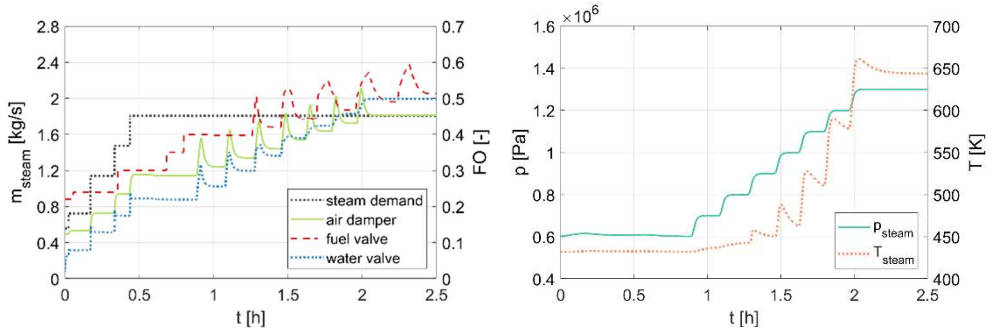 2.8
2.4
2
1.6
1.2
0.8
0.4
0
m_steam [kg/s]
0.7
0.6
0.5
0.4
0.3
0.2
0.1
0
FO [-]
steam demand
air damper
fuel valve
water valve
0 0.5 1 1.5 2 2.5
t [h]
×10⁶
1.6
1.4
1.2
1
0.8
0.6
0.4
p [Pa]
700
650
600
550
500
450
400
T [K]
p_steam
T_steam
0 0.5 1 1.5 2 2.5
t [h]